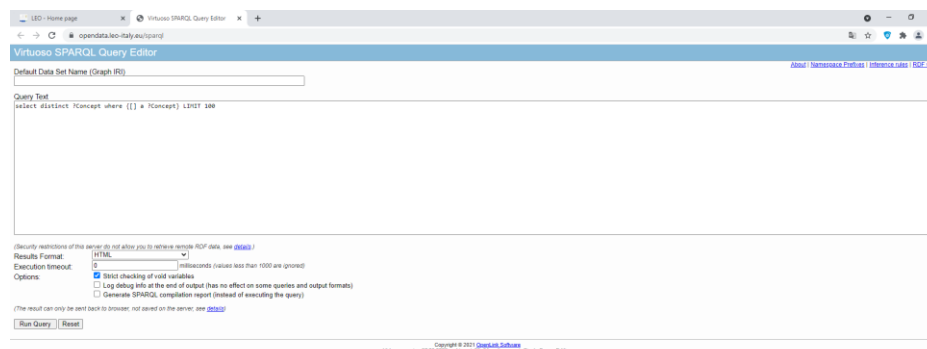 LEO - Home page
Virtuoso SPARQL Query Editor
opendata.leo-italy.eu/sparql
Virtuoso SPARQL Query Editor
About | Namespace Prefixes | Inference rules | RDF
Default Data Set Name (Graph IRI)
Query Text
select distinct ?Concept where {[] a ?Concept} LIMIT 100
(Security restrictions of this server do not allow you to retrieve remote RDF data, see details.)
Results Format: HTML
Execution timeout: 0 milliseconds (values less than 1000 are ignored)
Options: Strict checking of void variables
Log debug info at the end of output (has no effect on some queries and output formats)
Generate SPARQL compilation report (instead of executing the query)
(The result can only be sent back to browser, not saved on the server, see details)
Run Query Reset
Copyright © 2021 OpenLink Software